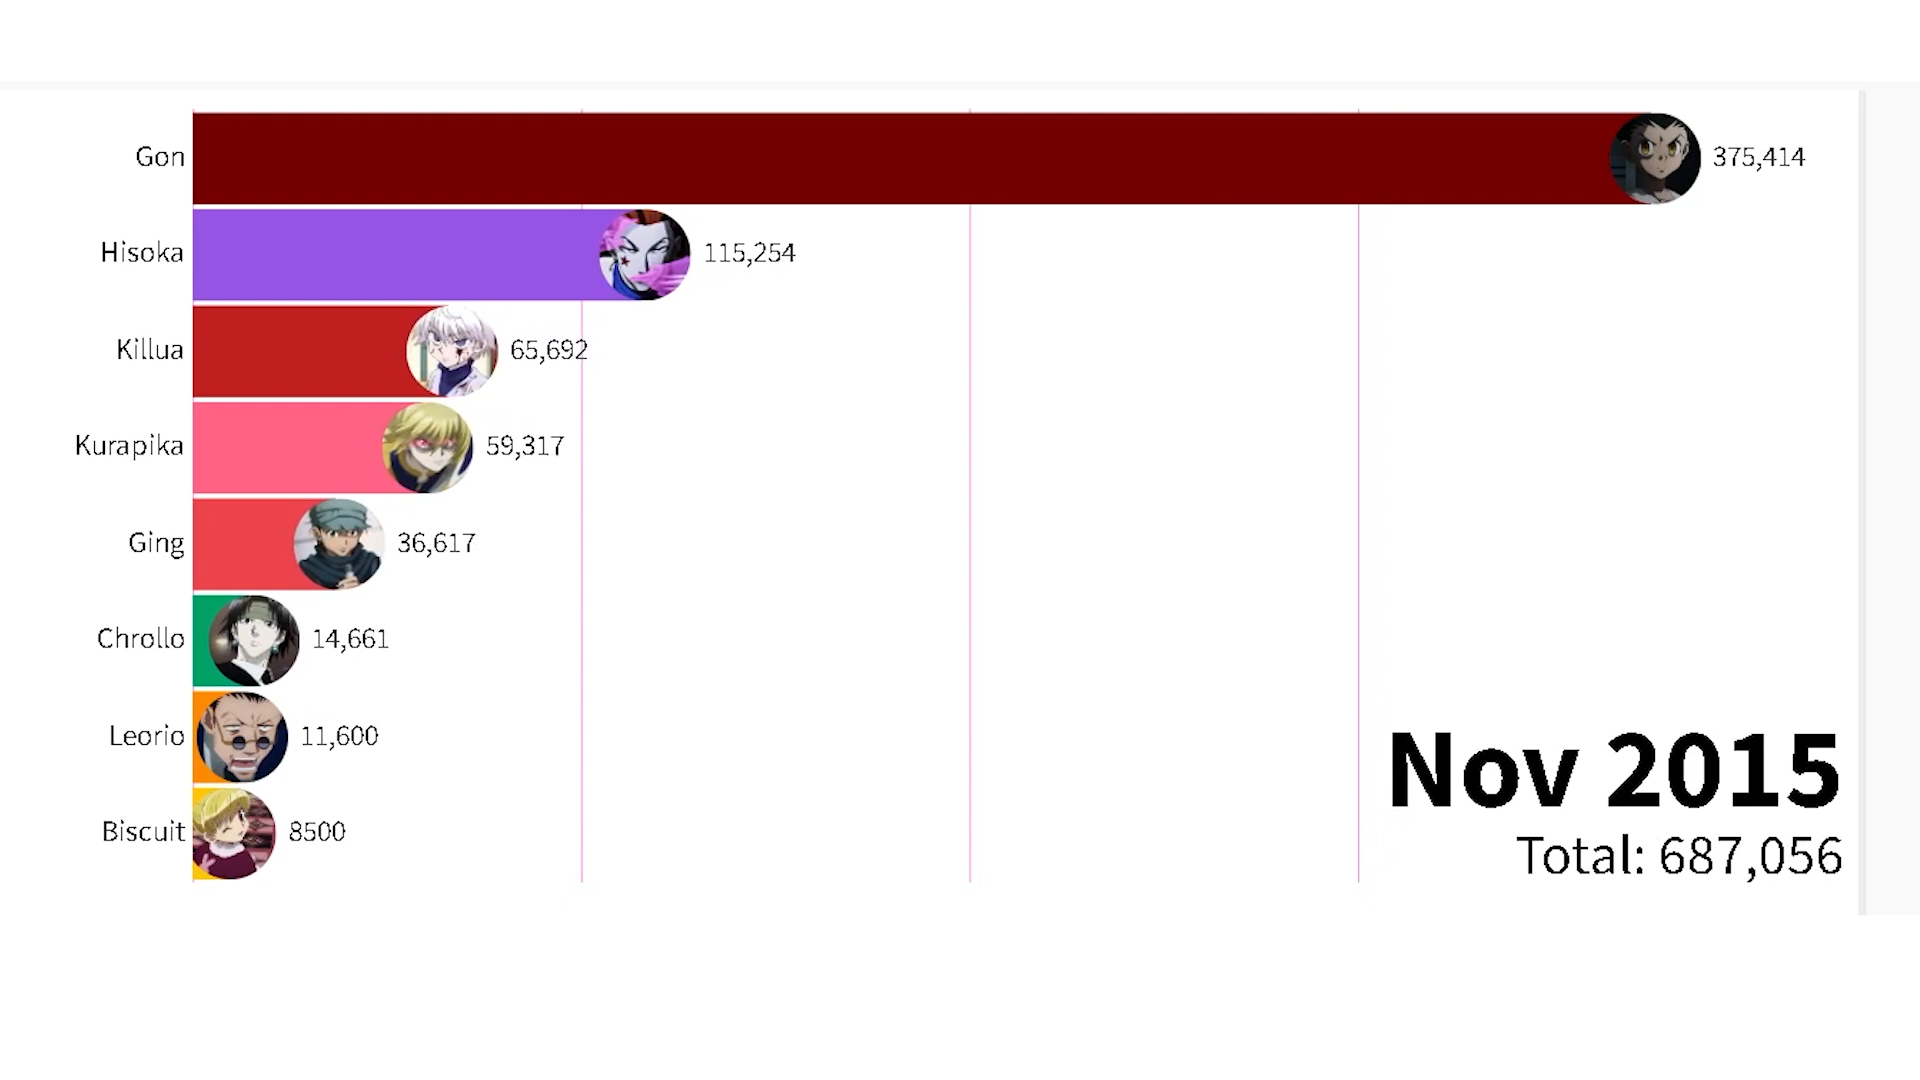 Gon 375,414
Hisoka 115,254
Killua 65,692
Kurapika 59,317
Ging 36,617
Chrollo 14,661
Leorio 11,600
Biscuit 8500
Nov 2015
Total: 687,056